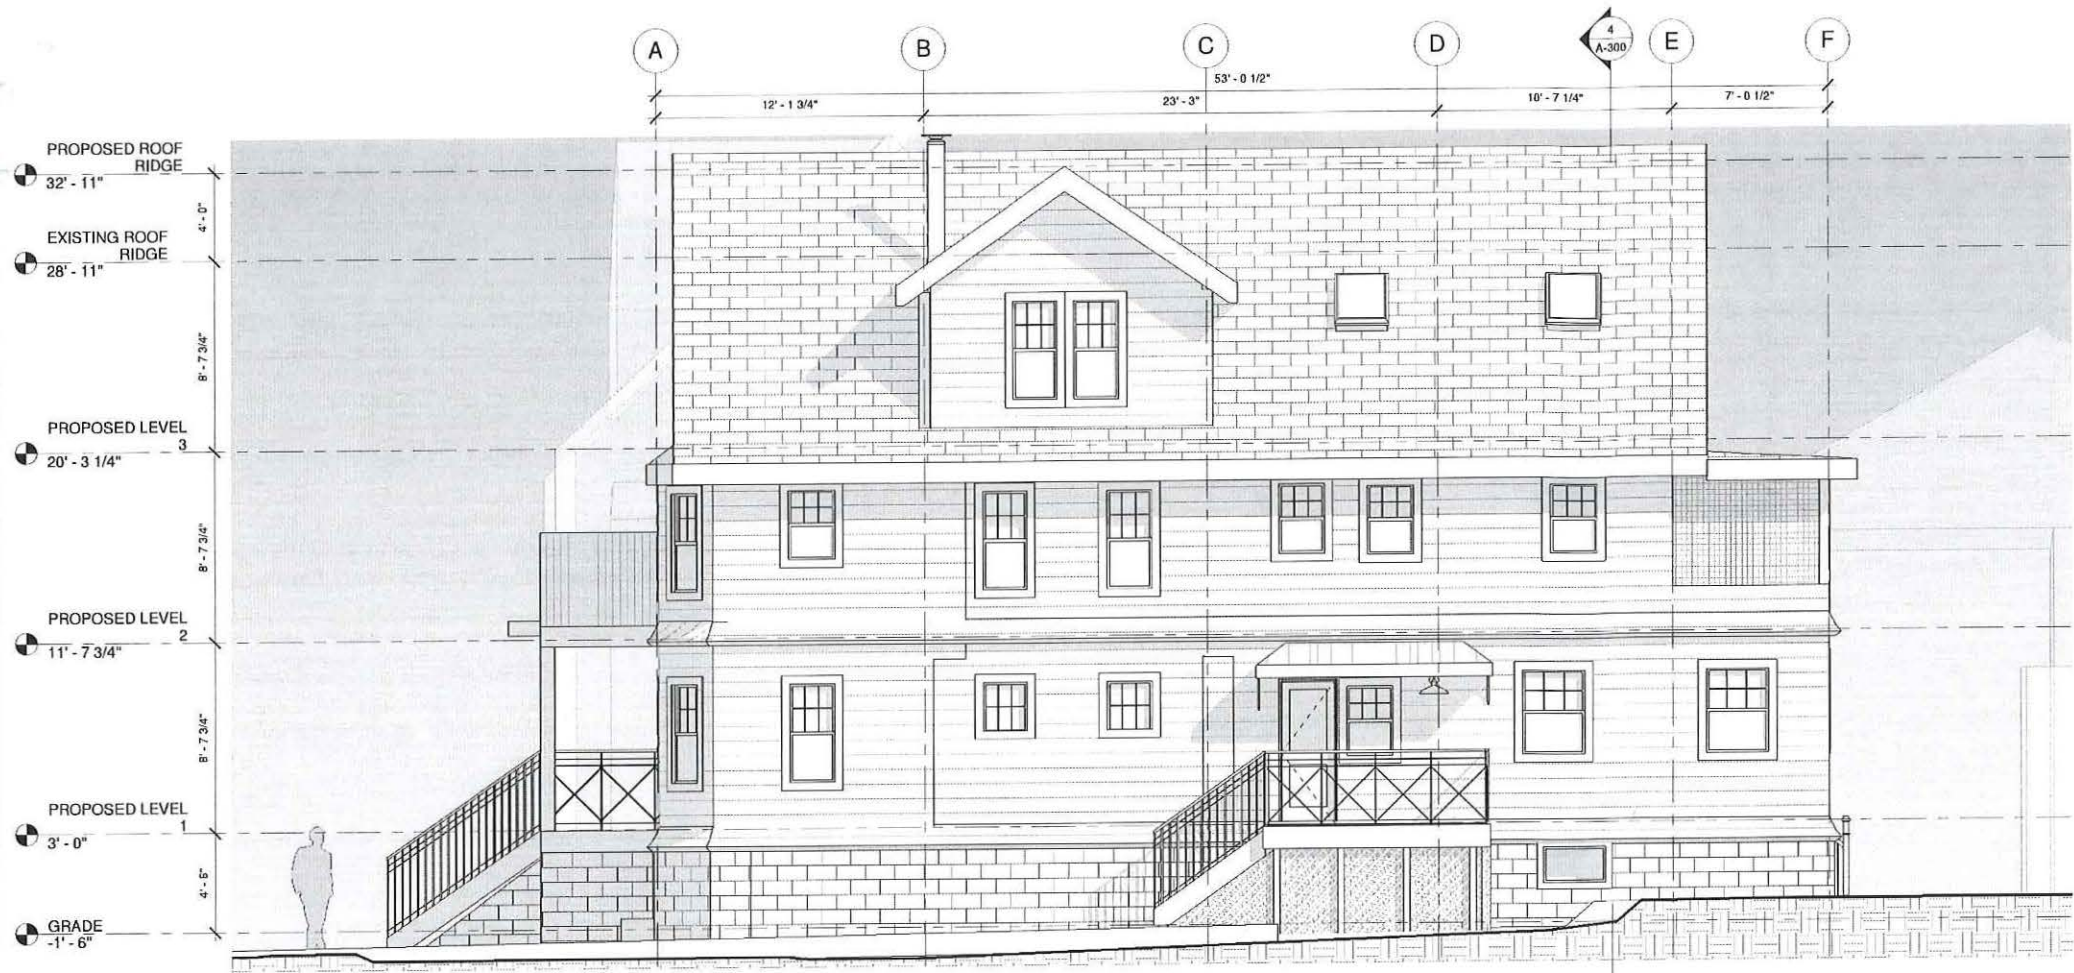 A
B
C
D
4
A-300
E
F
53' - 0 1/2"
12' - 1 3/4"
23' - 3"
10' - 7 1/4"
7' - 0 1/2"
PROPOSED ROOF
RIDGE
32' - 11"
4' - 0"
EXISTING ROOF
RIDGE
28' - 11"
8' - 7 3/4"
PROPOSED LEVEL
3
20' - 3 1/4"
8' - 7 3/4"
PROPOSED LEVEL
2
11' - 7 3/4"
8' - 7 3/4"
PROPOSED LEVEL
1
3' - 0"
4' - 6"
GRADE
-1' - 6"